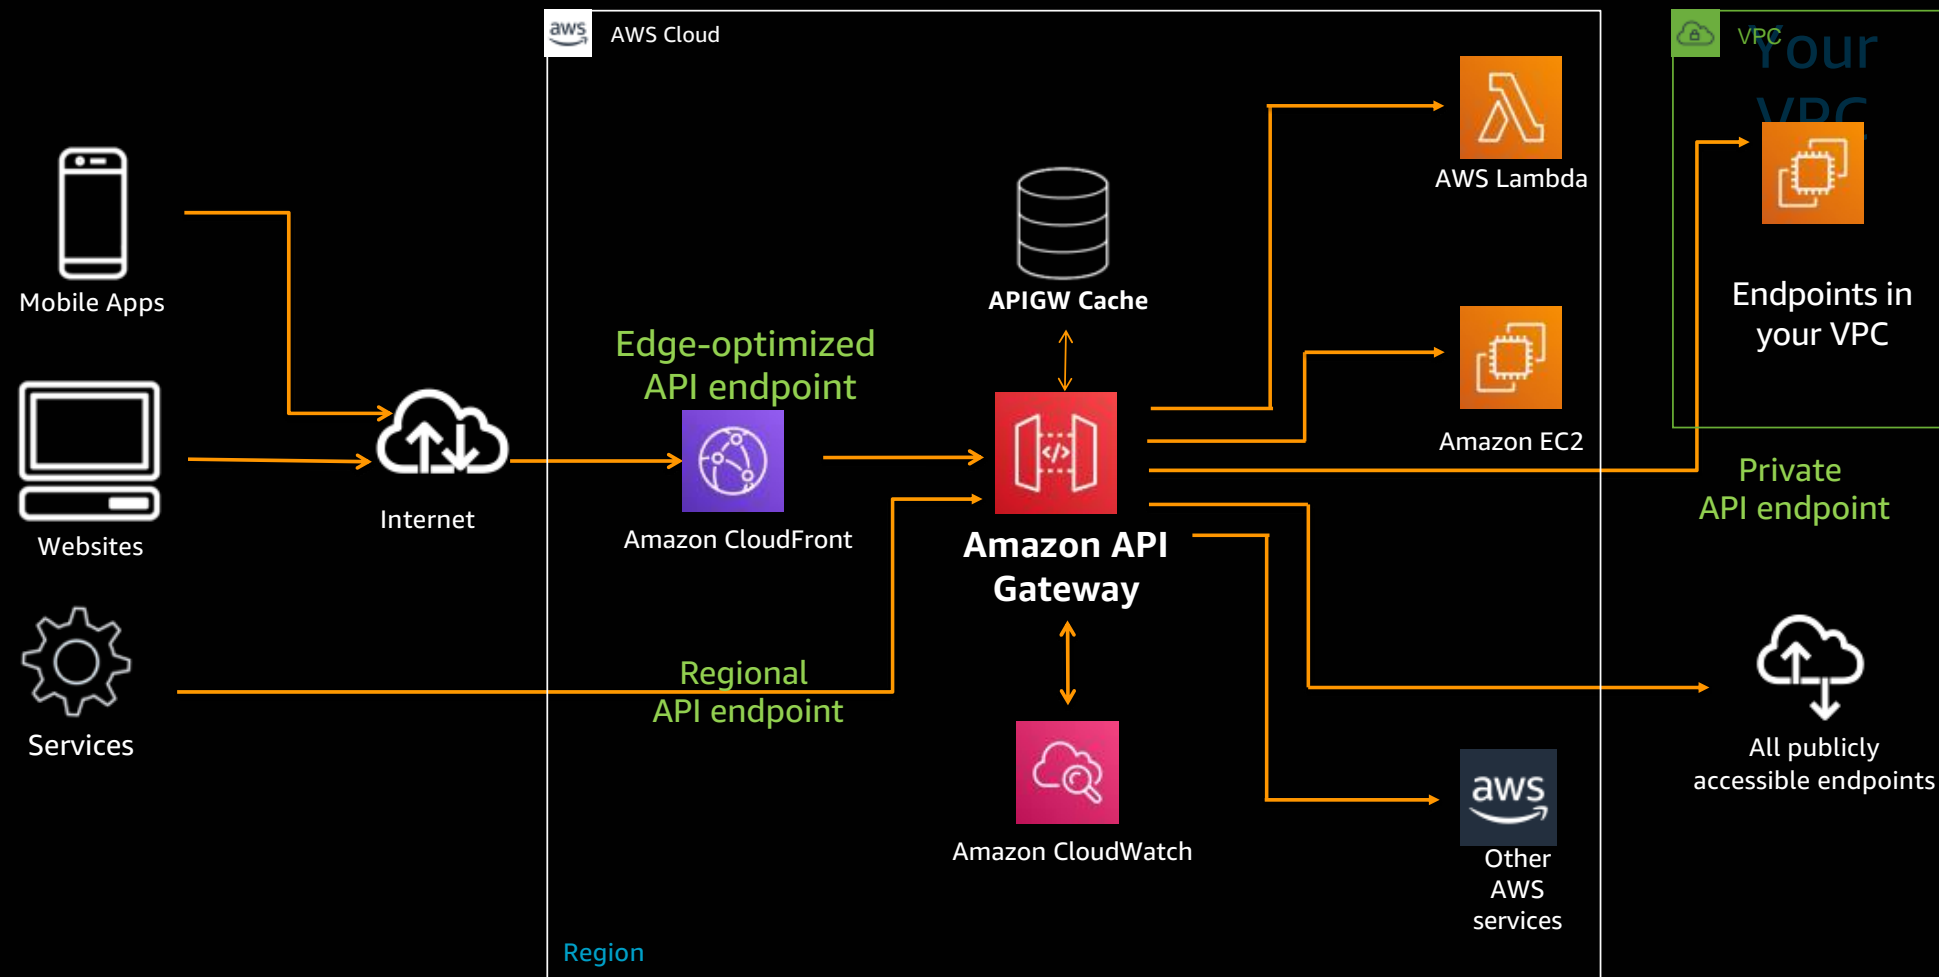 aws
AWS Cloud
VPC
Your
VPC
AWS Lambda
Mobile Apps
APIGW Cache
Endpoints in
your VPC
Edge-optimized
API endpoint
</>
Amazon EC2
Private
API endpoint
Internet
Websites
Amazon CloudFront
Amazon API
Gateway
Regional
API endpoint
Services
All publicly
accessible endpoints
aws
Amazon CloudWatch
Other
AWS
services
Region